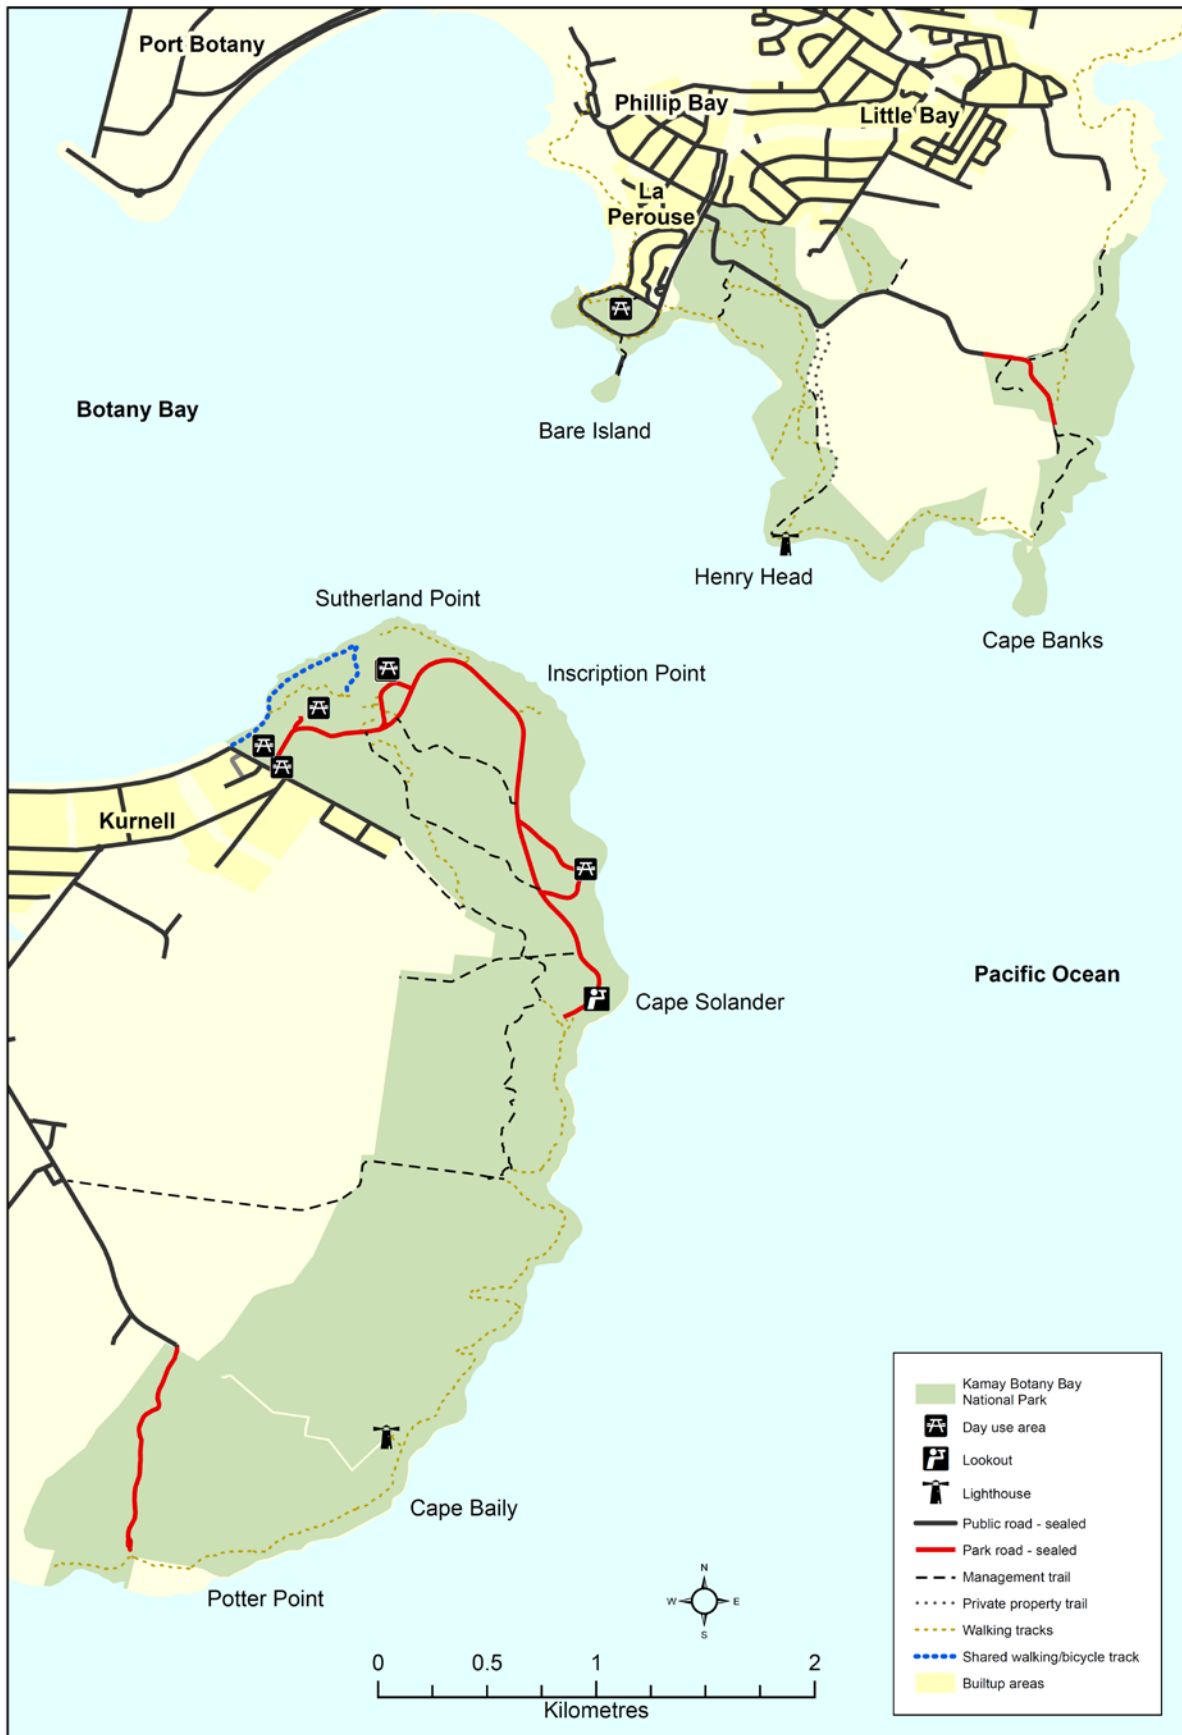 Port Botany
Phillip Bay
Little Bay
La
Perouse
Botany Bay
Bare Island
Henry Head
Sutherland Point
Cape Banks
Inscription Point
Kurnell
Pacific Ocean
Cape Solander
Cape Baily
Potter Point
N
W
E
S
0
0.5
1
2
Kilometres
Kamay Botany Bay
National Park
Day use area
Lookout
Lighthouse
Public road - sealed
Park road - sealed
Management trail
Private property trail
Walking tracks
Shared walking/bicycle track
Builtup areas